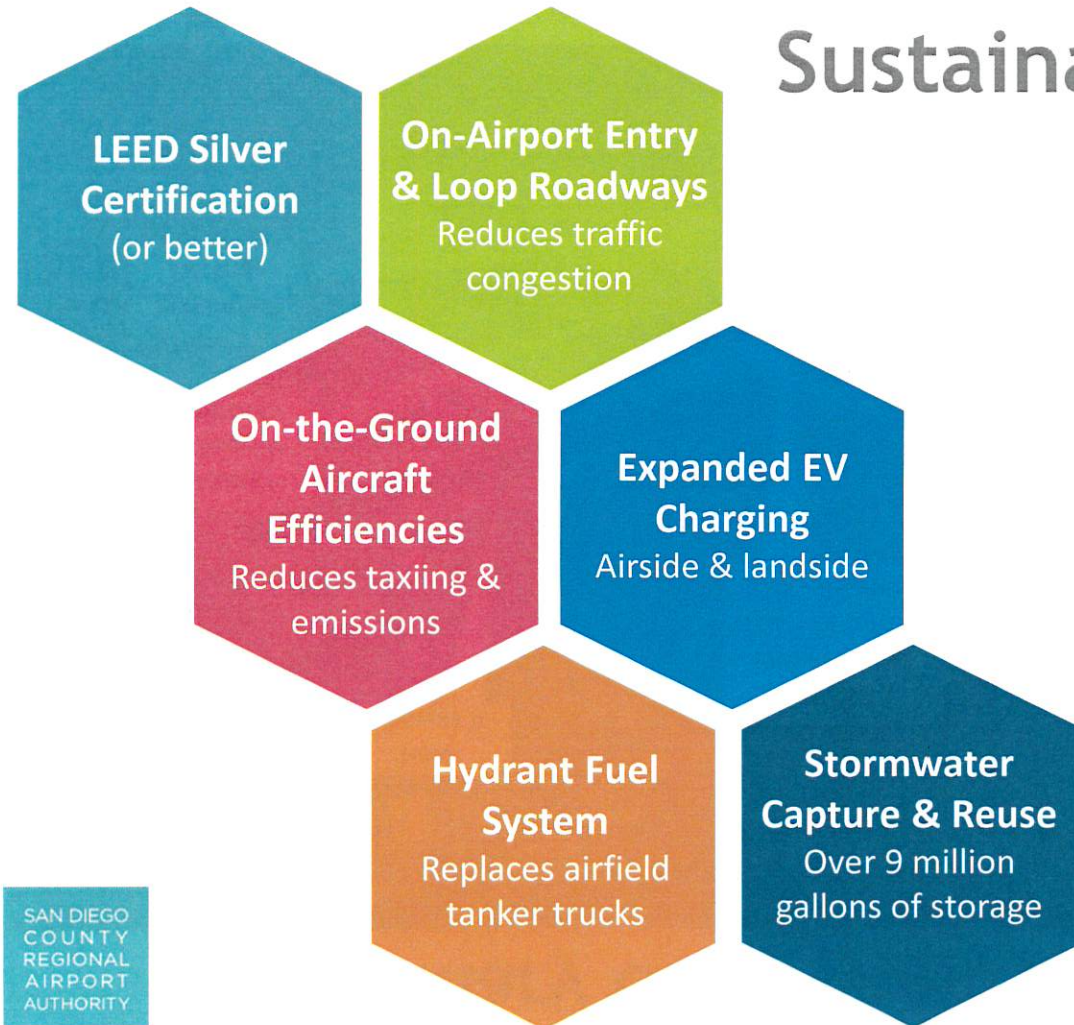 Sustaina
LEED Silver
Certification
(or better)
On-Airport Entry
& Loop Roadways
Reduces traffic
congestion
On-the-Ground
Aircraft
Efficiencies
Reduces taxiing &
emissions
Expanded EV
Charging
Airside & landside
Hydrant Fuel
System
Replaces airfield
tanker trucks
Stormwater
Capture & Reuse
Over 9 million
gallons of storage
SAN DIEGO
COUNTY
REGIONAL
AIRPORT
AUTHORITY